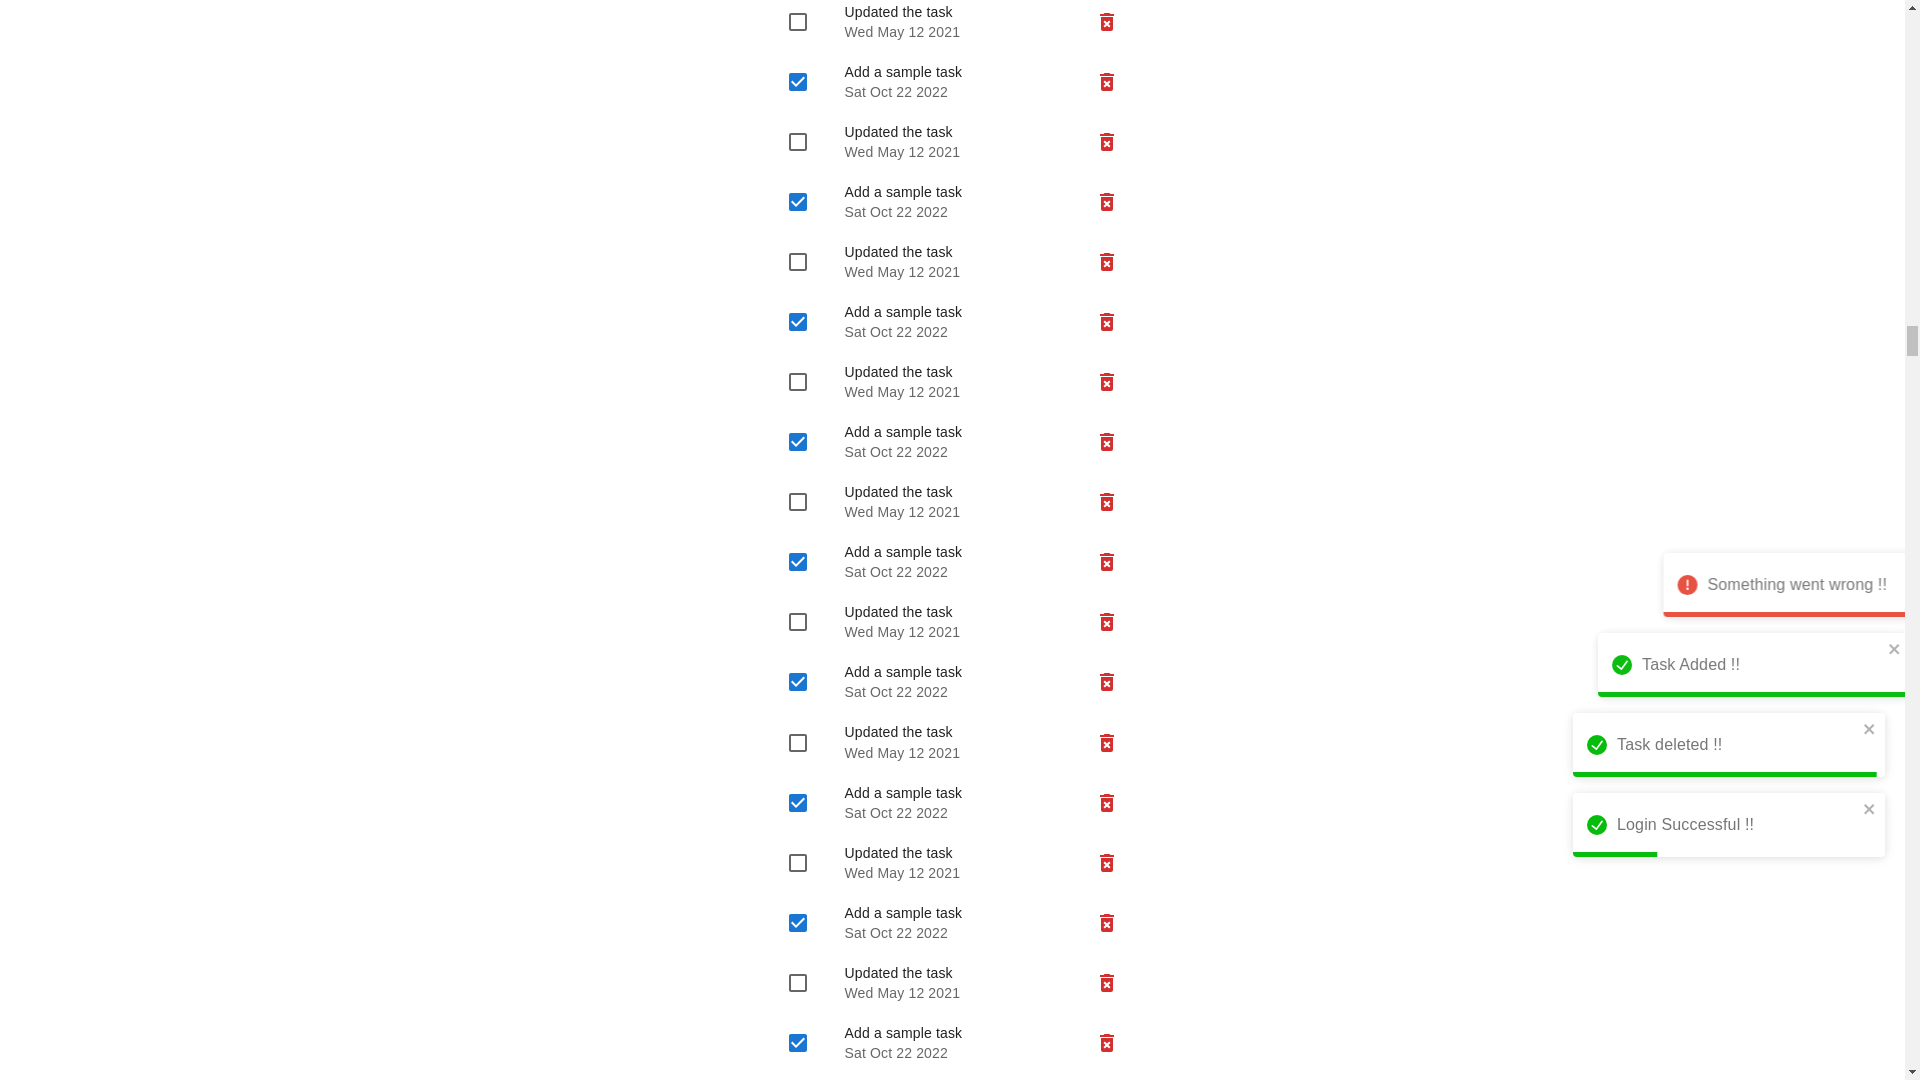 Updated the task
Wed May 12 2021
Add a sample task
Sat Oct 22 2022
Updated the task
Wed May 12 2021
Add a sample task
Sat Oct 22 2022
Updated the task
Wed May 12 2021
Add a sample task
Sat Oct 22 2022
Updated the task
Wed May 12 2021
Add a sample task
Sat Oct 22 2022
Updated the task
Wed May 12 2021
Add a sample task
Sat Oct 22 2022
Updated the task
Wed May 12 2021
Add a sample task
Sat Oct 22 2022
Updated the task
Wed May 12 2021
Add a sample task
Sat Oct 22 2022
Updated the task
Wed May 12 2021
Add a sample task
Sat Oct 22 2022
Updated the task
Wed May 12 2021
Add a sample task
Sat Oct 22 2022
Something went wrong !!
Task Added !!
Task deleted !!
Login Successful !!